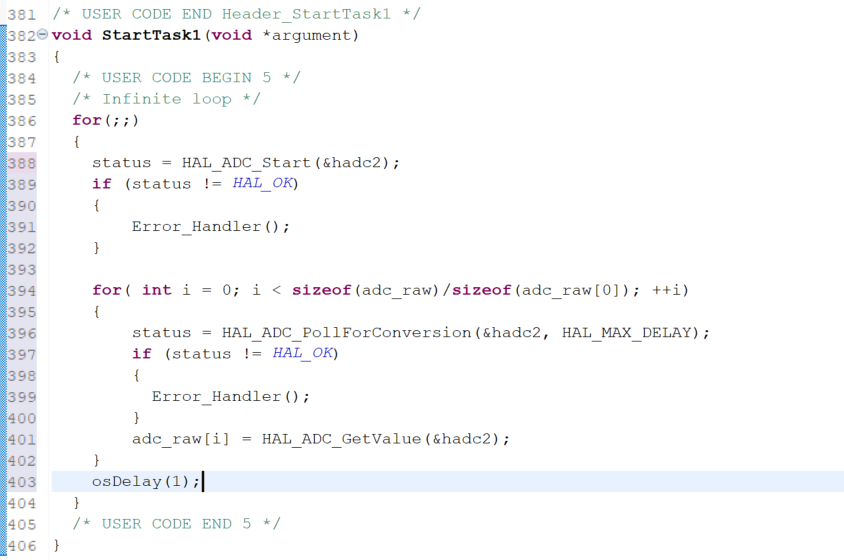 381 /* USER CODE END Header_StartTask1 */
382 void StartTask1(void *argument)
383 {
384   /* USER CODE BEGIN 5 */
385   /* Infinite loop */
386   for(;;)
387   {
388     status = HAL_ADC_Start(&hadc2);
389     if (status != HAL_OK)
390     {
391         Error_Handler();
392     }
393
394     for( int i = 0; i < sizeof(adc_raw)/sizeof(adc_raw[0]); ++i)
395     {
396         status = HAL_ADC_PollForConversion(&hadc2, HAL_MAX_DELAY);
397         if (status != HAL_OK)
398         {
399           Error_Handler();
400         }
401         adc_raw[i] = HAL_ADC_GetValue(&hadc2);
402     }
403     osDelay(1);
404   }
405   /* USER CODE END 5 */
406 }